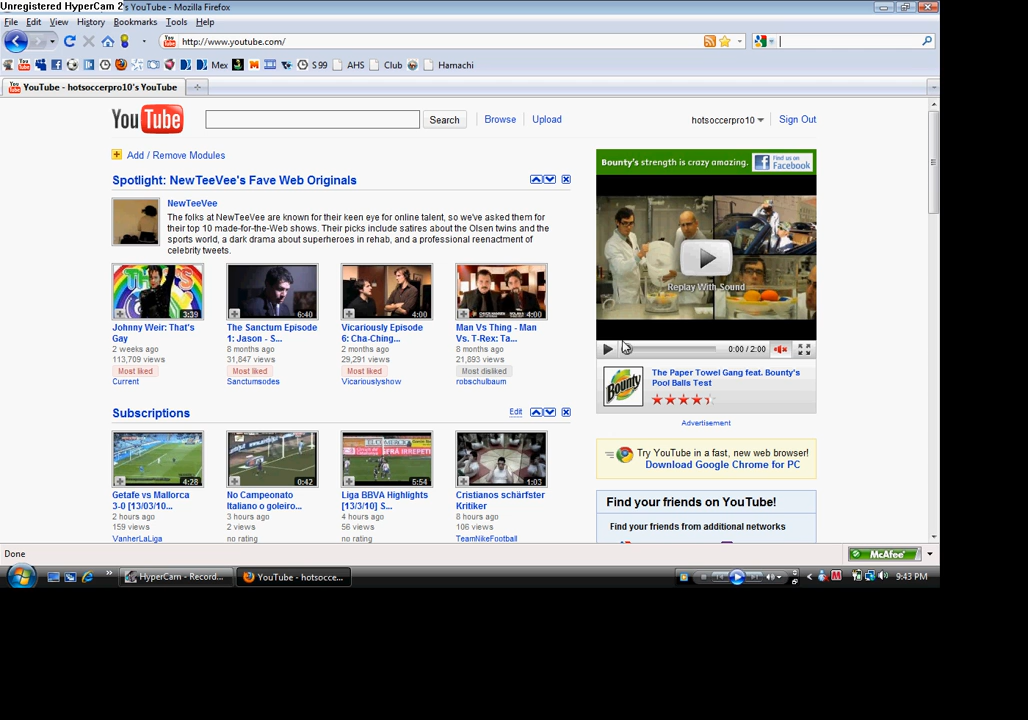 Unregistered HyperCam 2
s YouTube - Mozilla Firefox
File Edit View History Bookmarks Tools Help
http://www.youtube.com/
Mex
S 99
AHS
Club
Hamachi
YouTube - hotsoccerpro10's YouTube
YouTube
Search
Browse
Upload
hotsoccerpro10
Sign Out
Add / Remove Modules
Spotlight: NewTeeVee's Fave Web Originals
NewTeeVee
The folks at NewTeeVee are known for their keen eye for online talent, so we've asked them for
their top 10 made-for-the-Web shows. Their picks include satires about the Olsen twins and the
sports world, a dark drama about superheroes in rehab, and a professional reenactment of
celebrity tweets.
3:39
Johnny Weir: That's
Gay
2 weeks ago
113,709 views
Most liked
Current
6:40
The Sanctum Episode
1: Jason - S...
8 months ago
31,847 views
Most liked
Sanctumsodes
4:00
Vicariously Episode
6: Cha-Ching...
2 months ago
29,291 views
Most liked
Vicariouslyshow
4:00
Man Vs Thing - Man
Vs. T-Rex: Ta...
8 months ago
21,893 views
Most disliked
robschulbaum
Subscriptions
Edit
4:28
Getafe vs Mallorca
3-0 [13/03/10...
2 hours ago
159 views
VanherLaLiga
0:42
No Campeonato
Italiano o goleiro...
3 hours ago
2 views
no rating
5:54
Liga BBVA Highlights
[13/3/10] S...
4 hours ago
56 views
no rating
1:03
Cristianos schärfster
Kritiker
8 hours ago
106 views
TeamNikeFootball
Bounty's strength is crazy amazing.
Find us on
Facebook
Replay With Sound
0:00 / 2:00
Bounty
The Paper Towel Gang feat. Bounty's
Pool Balls Test
Advertisement
Try YouTube in a fast, new web browser!
Download Google Chrome for PC
Find your friends on YouTube!
Find your friends from additional networks
Done
McAfee
HyperCam - Record...
YouTube - hotsocce...
9:43 PM